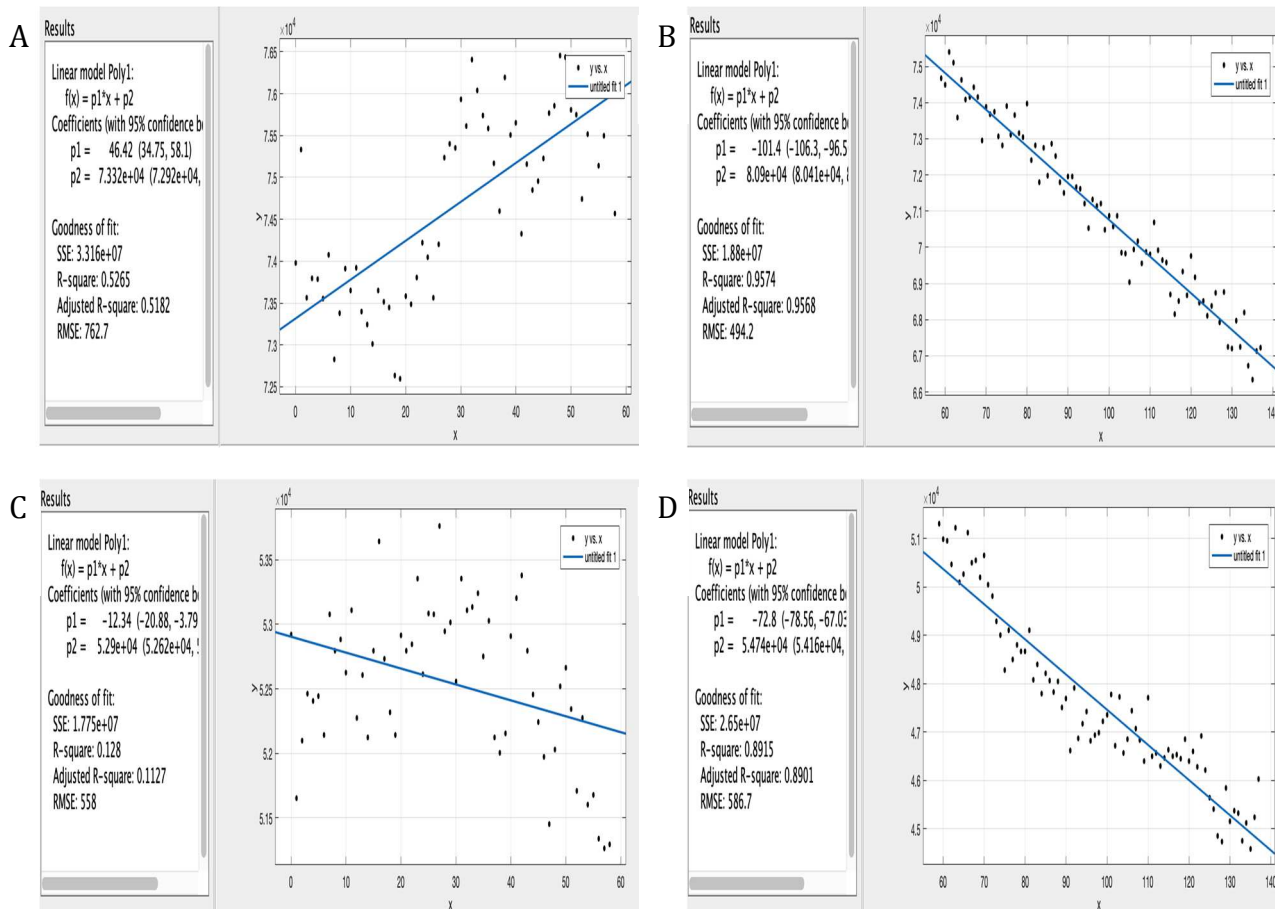 A
Results
Linear model Poly1:
f(x) = p1*x + p2
Coefficients (with 95% confidence b
p1 = 46.42 (34.75, 58.1)
p2 = 7.332e+04 (7.292e+04,
Goodness of fit:
SSE: 3.316e+07
R-square: 0.5265
Adjusted R-square: 0.5182
RMSE: 762.7
×10⁴
7.65
7.6
7.55
7.5
7.45
7.4
7.35
7.3
7.25
y
y vs. x
untitled fit 1
0 10 20 30 40 50 60
x
B
Results
Linear model Poly1:
f(x) = p1*x + p2
Coefficients (with 95% confidence b
p1 = -101.4 (-106.3, -96.5
p2 = 8.09e+04 (8.041e+04,
Goodness of fit:
SSE: 1.88e+07
R-square: 0.9574
Adjusted R-square: 0.9568
RMSE: 494.2
×10⁴
7.5
7.4
7.3
7.2
7.1
7
6.9
6.8
6.7
6.6
y
y vs. x
untitled fit 1
60 70 80 90 100 110 120 130 140
x
C
Results
Linear model Poly1:
f(x) = p1*x + p2
Coefficients (with 95% confidence b
p1 = -12.34 (-20.88, -3.79
p2 = 5.29e+04 (5.262e+04,
Goodness of fit:
SSE: 1.775e+07
R-square: 0.128
Adjusted R-square: 0.1127
RMSE: 558
×10⁴
5.35
5.3
5.25
5.2
5.15
y
y vs. x
untitled fit 1
0 10 20 30 40 50 60
x
D
Results
Linear model Poly1:
f(x) = p1*x + p2
Coefficients (with 95% confidence b
p1 = -72.8 (-78.56, -67.03
p2 = 5.474e+04 (5.416e+04,
Goodness of fit:
SSE: 2.65e+07
R-square: 0.8915
Adjusted R-square: 0.8901
RMSE: 586.7
×10⁴
5.1
5
4.9
4.8
4.7
4.6
4.5
y
y vs. x
untitled fit 1
60 70 80 90 100 110 120 130 140
x